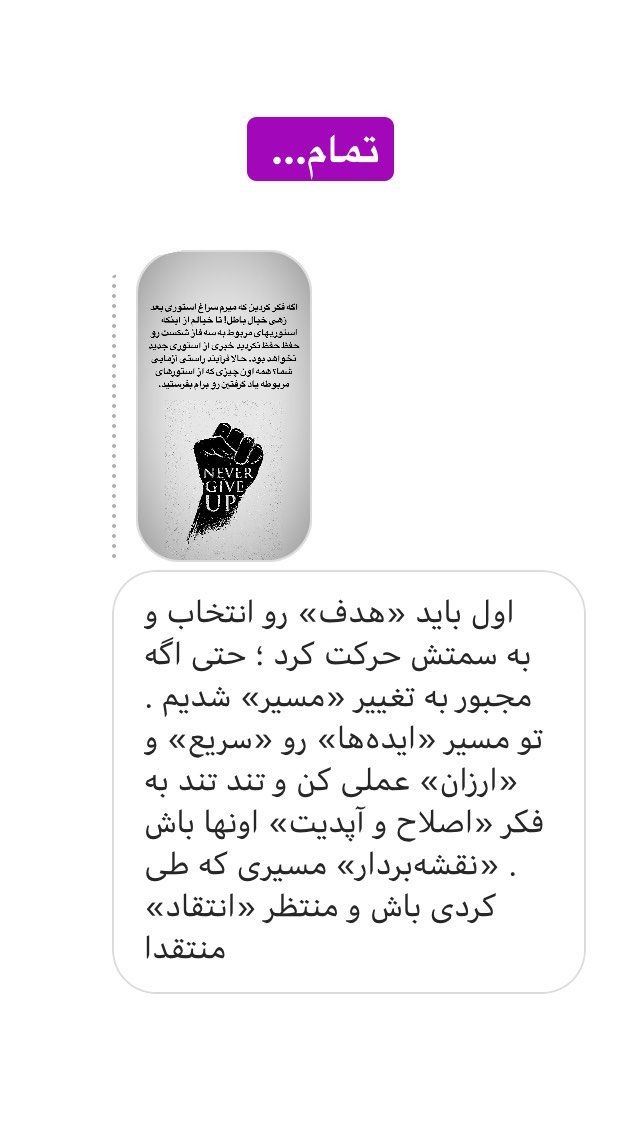 تمام...
اگه فکر کردین که میرم سراغ استوری بعد
زهی خیال باطل! تا خیالم از اینکه
استوریهای مربوط به سه فاز شکست رو
حفظ حفظ نکردید خبری از استوری جدید
نخواهد بود. حالا فرآیند راستی آزمایی
شما؟ همه اون چیزی که از استورهای
مربوطه یاد گرفتین رو برام بفرستید.
NEVER
GIVE
UP
اول باید «هدف» رو انتخاب و
به سمتش حرکت کرد ؛ حتی اگه
مجبور به تغییر «مسیر» شدیم .
تو مسیر «ایده‌ها» رو «سریع» و
«ارزان» عملی کن و تند تند به
فکر «اصلاح و آپدیت» اونها باش
. «نقشه‌بردار» مسیری که طی
کردی باش و منتظر «انتقاد»
منتقدا